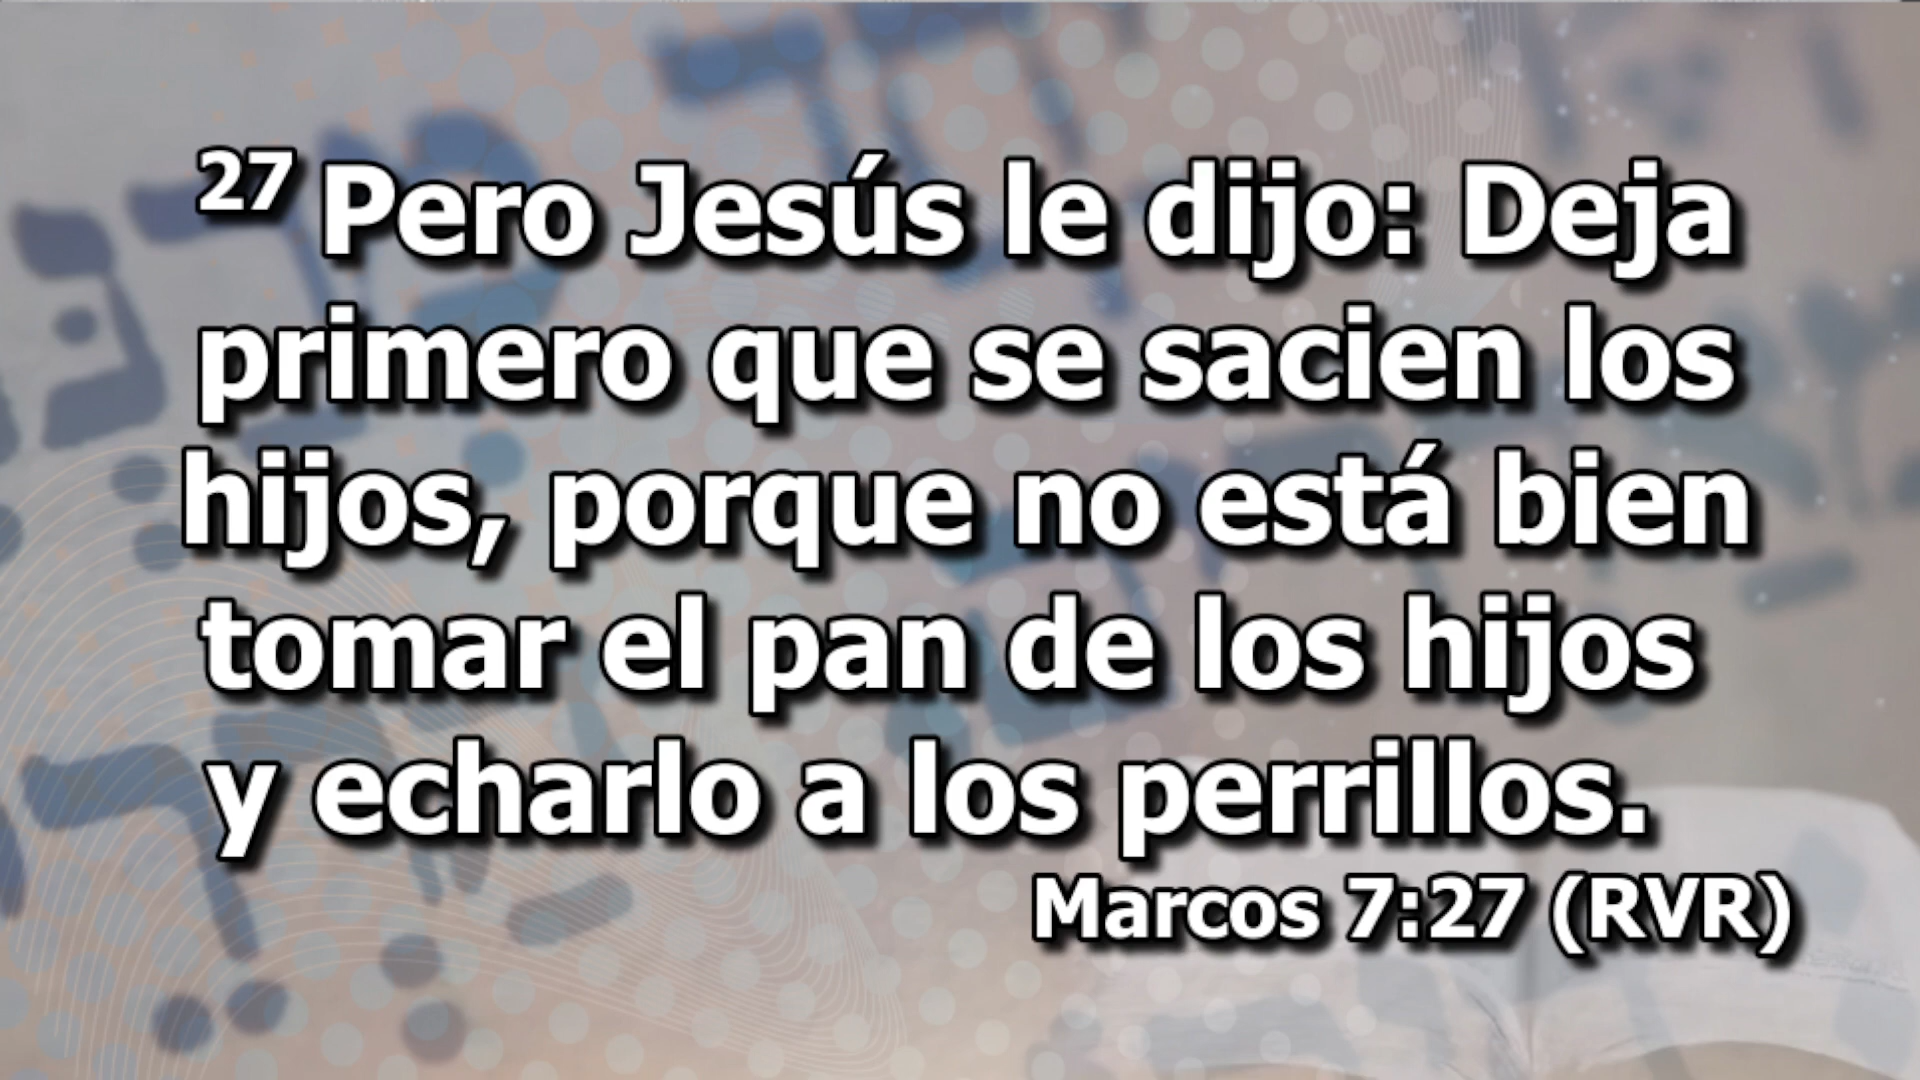 27 Pero Jesús le dijo: Deja
primero que se sacien los
hijos, porque no está bien
tomar el pan de los hijos
y echarlo a los perrillos.
Marcos 7:27 (RVR)